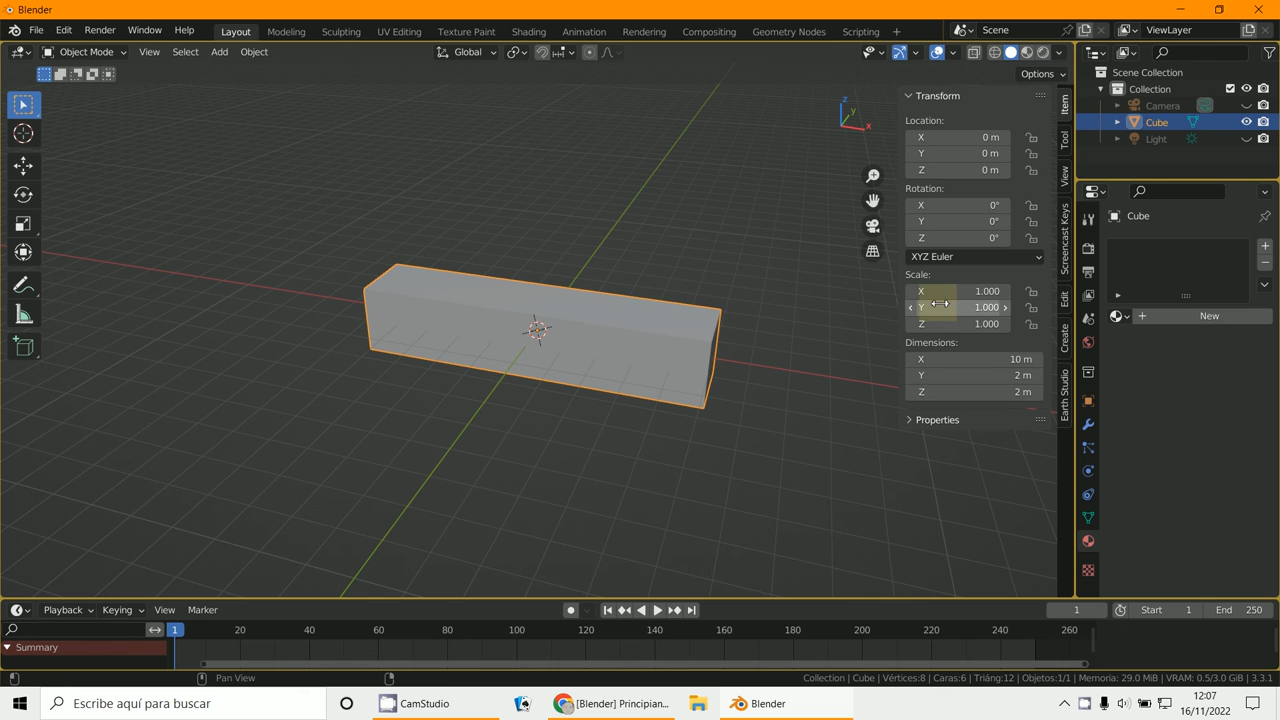 Blender
File Edit Render Window Help
Layout Modeling Sculpting UV Editing Texture Paint Shading Animation Rendering Compositing Geometry Nodes Scripting +
Scene
ViewLayer
Object Mode View Select Add Object
Global
Options
Z
Y
X
Transform
Location:
X 0 m
Y 0 m
Z 0 m
Rotation:
X 0°
Y 0°
Z 0°
XYZ Euler
Scale:
X 1.000
Y 1.000
Z 1.000
Dimensions:
X 10 m
Y 2 m
Z 2 m
Properties
Item
Tool
View
Screencast Keys
Edit
Create
Earth Studio
Scene Collection
Collection
Camera
Cube
Light
Cube
New
Playback Keying View Marker
1
Start 1
End 250
1 20 40 60 80 100 120 140 160 180 200 220 240 260
Summary
Pan View
Collection | Cube | Vértices:8 | Caras:6 | Triáng:12 | Objetos:1/1 | Memoria: 29.0 MiB | VRAM: 0.5/3.0 GiB | 3.3.1
Escribe aquí para buscar
CamStudio
[Blender] Principian...
Blender
12:07
16/11/2022